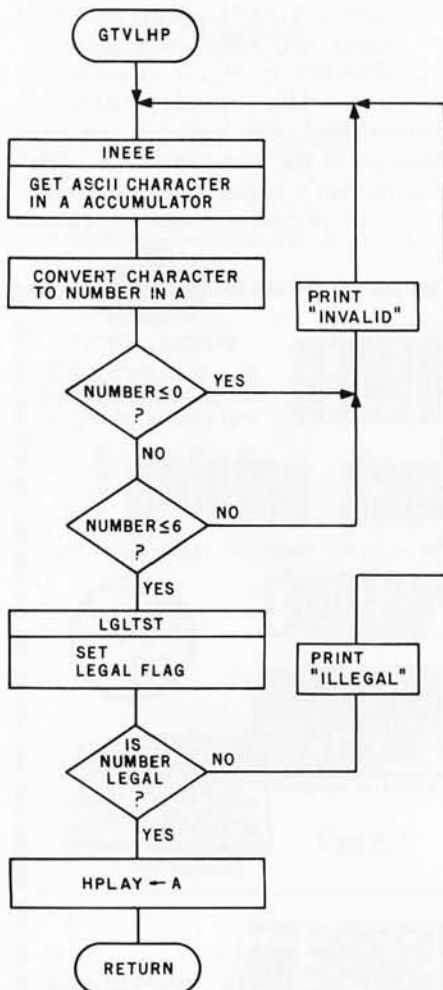 GTVLHP
INEEE
GET ASCII CHARACTER
IN A ACCUMULATOR
CONVERT CHARACTER
TO NUMBER IN A
PRINT
"INVALID"
NUMBER≤0
?
YES
NO
NUMBER≤6
?
NO
YES
LGLTST
SET
LEGAL FLAG
PRINT
"ILLEGAL"
IS
NUMBER
LEGAL
?
NO
YES
HPLAY ← A
RETURN